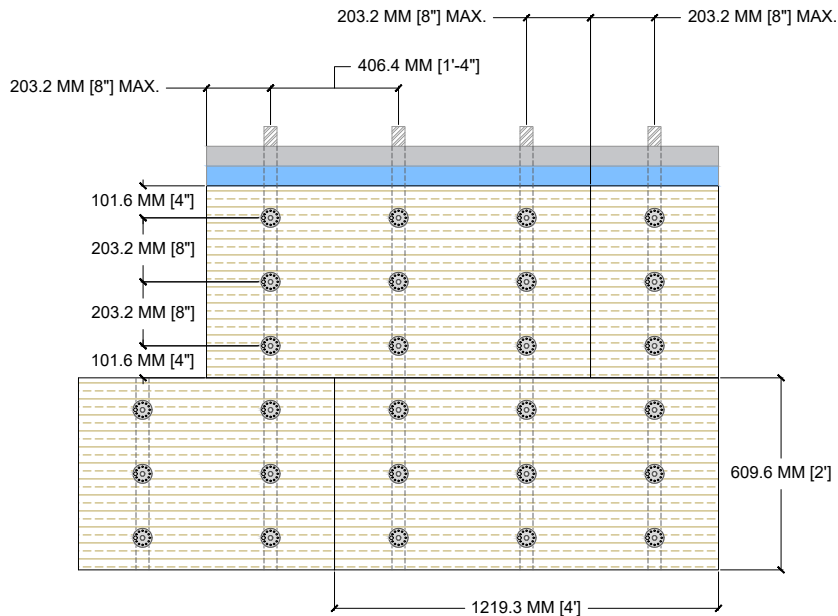 203.2 MM [8"] MAX.
203.2 MM [8"] MAX.
406.4 MM [1'-4"]
203.2 MM [8"] MAX.
101.6 MM [4"]
203.2 MM [8"]
203.2 MM [8"]
101.6 MM [4"]
609.6 MM [2']
1219.3 MM [4']